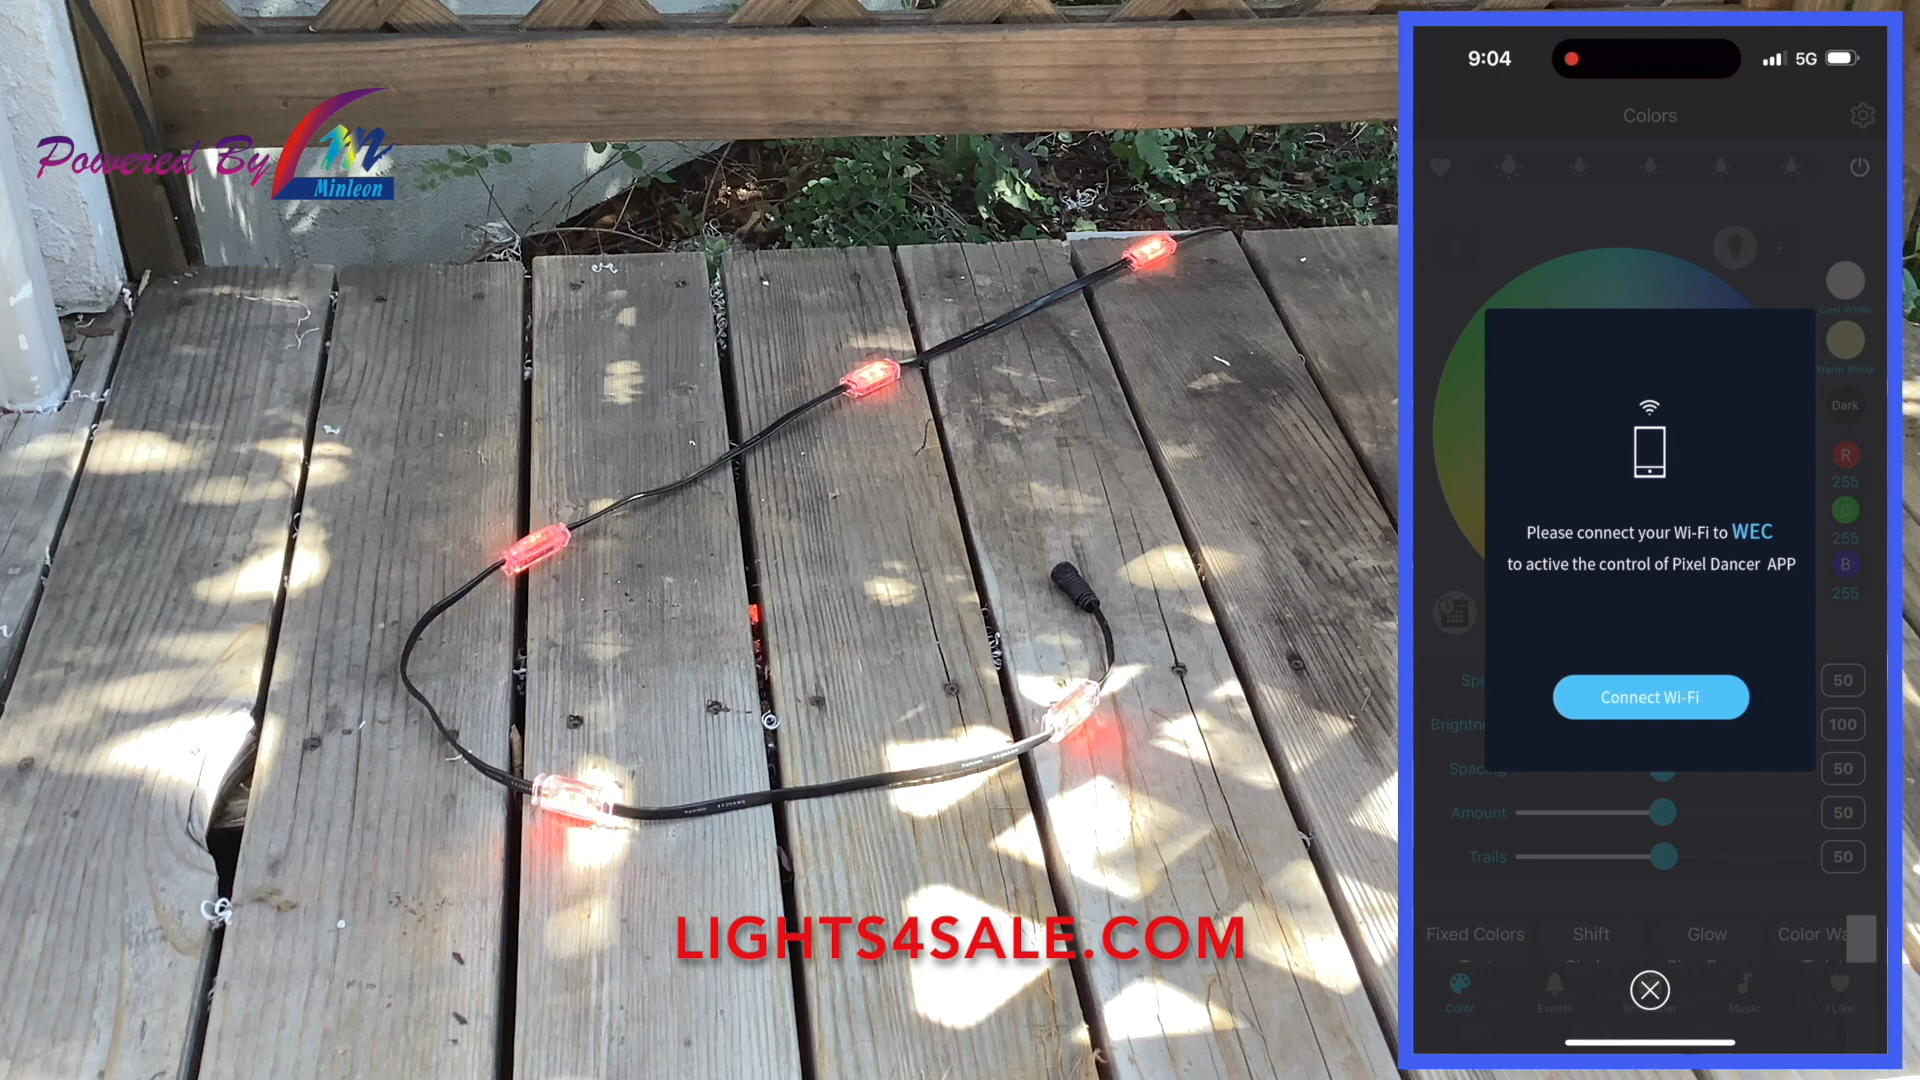 Powered By
Minleon
LIGHTS4SALE.COM
9:04
5G
Colors
Cool White
Warm White
Dark
R
255
G
255
B
255
Please connect your Wi-Fi to WEC
to active the control of Pixel Dancer APP
Connect Wi-Fi
50
100
50
Amount 50
Trails 50
Fixed Colors Shift Glow
Color Events Music I Like